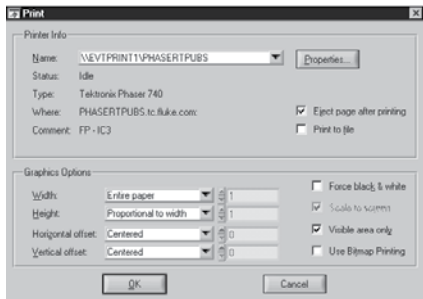 Print
Printer Info
Name: \\EVTPRINT1\PHASERTPUBS Properties...
Status: Idle
Type: Tektronix Phaser 740
Where: PHASERTPUBS.tc.fluke.com: Eject page after printing
Comment: FP - IC3 Print to file
Graphics Options
Width: Entire paper 1 Force black & white
Height: Proportional to width 1 Scale to screen
Horizontal offset: Centered 0 Visible area only
Vertical offset: Centered 0 Use Bitmap Printing
OK Cancel